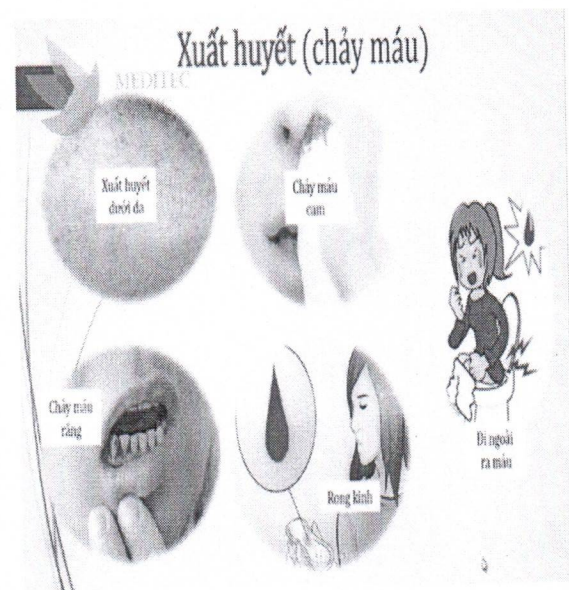 Xuất huyết (chảy máu)
MEDITEC
Xuất huyết
dưới da
Chảy máu
cam
Chảy máu
răng
Rong kinh
Đi ngoài
ra máu